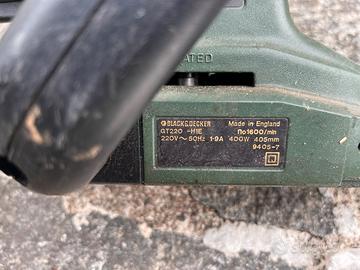 ATED
BLACK&DECKER Made in England
GT220 -H1E no1600/min
220V~50Hz 1·9A 400W 405mm
9405-7